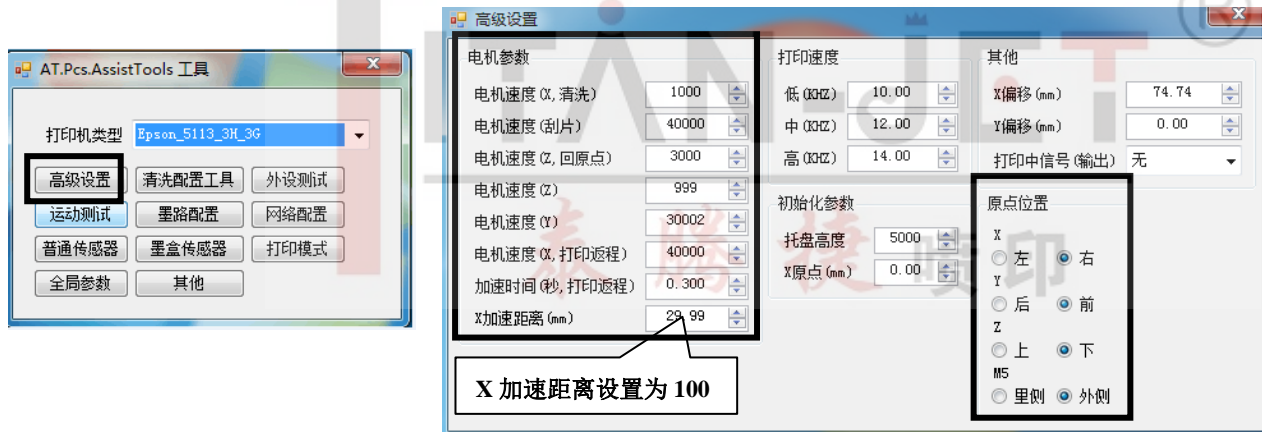 AT.Pcs.AssistTools 工具
打印机类型 Epson_5113_3H_3G
高级设置 清洗配置工具 外设测试
运动测试 墨路配置 网络配置
普通传感器 墨盒传感器 打印模式
全局参数 其他
高级设置
电机参数
电机速度(X,清洗) 1000
电机速度(刮片) 40000
电机速度(Z,回原点) 3000
电机速度(Z) 999
电机速度(Y) 30002
电机速度(X,打印返程) 40000
加速时间(秒,打印返程) 0.300
X加速距离(mm) 29.99
X 加速距离设置为 100
打印速度
低(KHZ) 10.00
中(KHZ) 12.00
高(KHZ) 14.00
初始化参数
托盘高度 5000
X原点(mm) 0.00
其他
X偏移(mm) 74.74
Y偏移(mm) 0.00
打印中信号(输出) 无
原点位置
X
左 右
Y
后 前
Z
上 下
M5
里侧 外侧
TITAN-JET
®
泰腾捷喷印